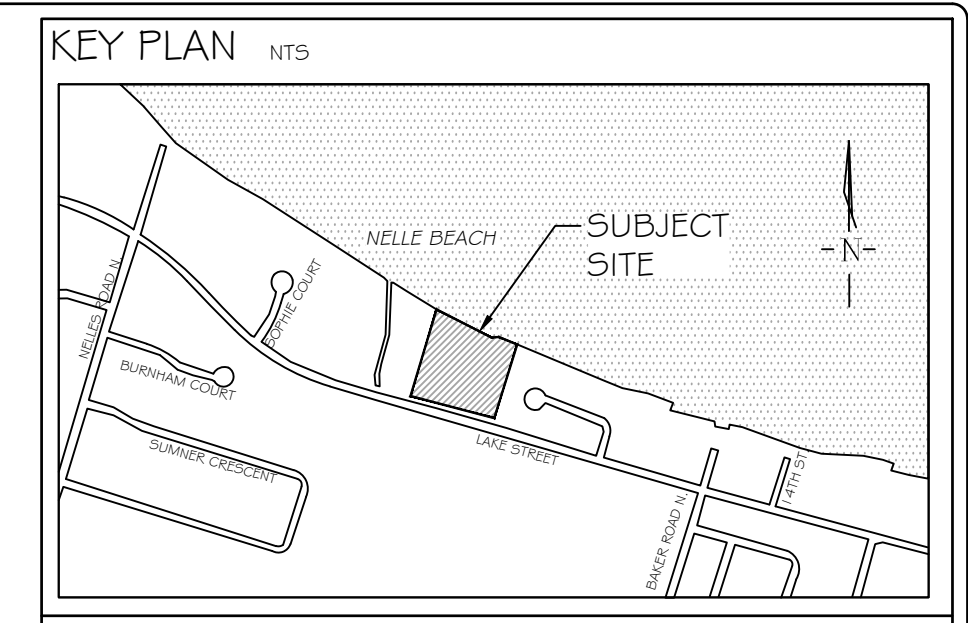 KEY PLAN NTS
NELLE BEACH
SUBJECT
SITE
-N-
NELLES ROAD N.
SOPHIE COURT
BURNHAM COURT
SUMNER CRESCENT
LAKE STREET
BAKER ROAD N.
14TH ST